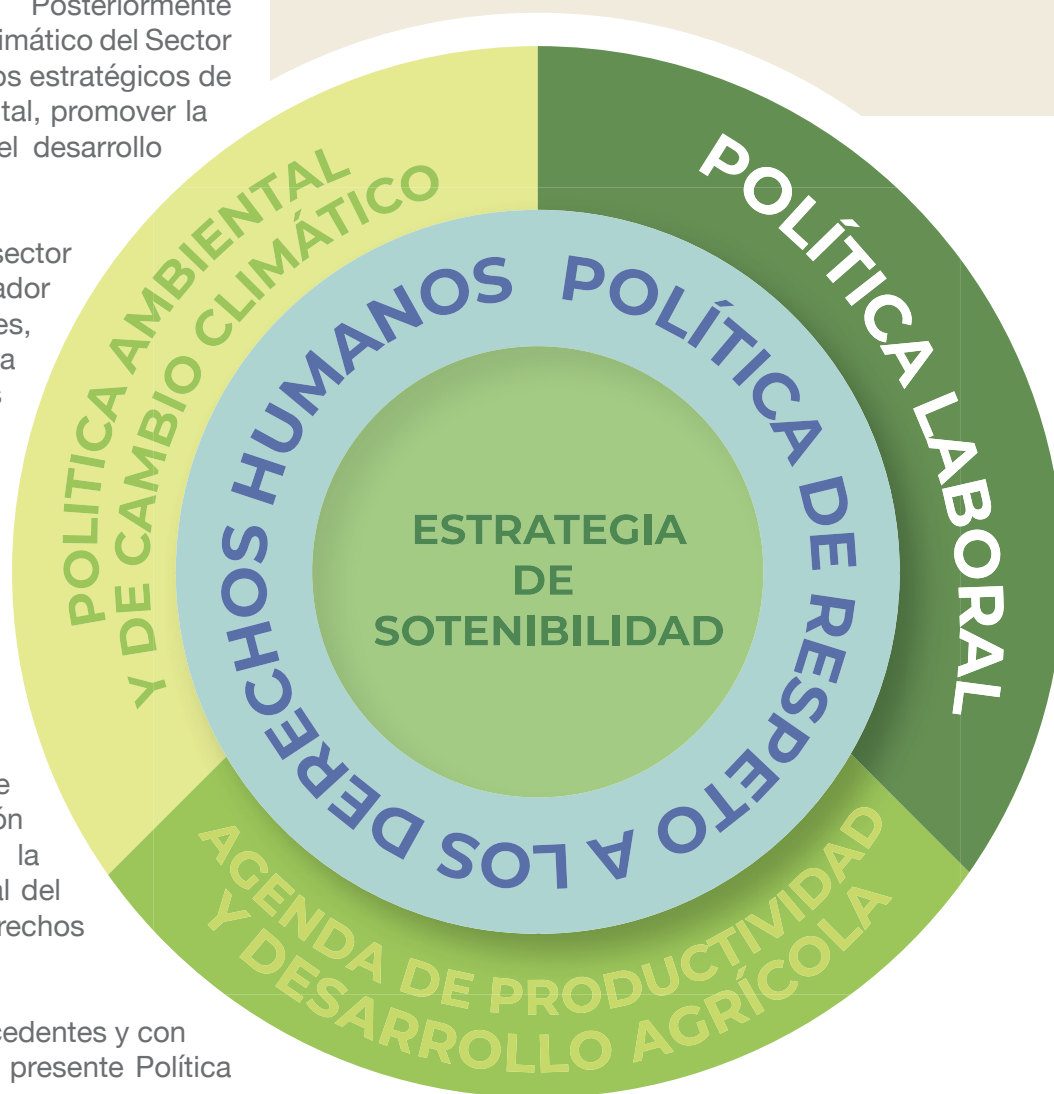 Posteriormente
imático del Sector
os estratégicos de
tal, promover la
el desarrollo
sector
ador
es,
a
e
ón
la
al del
rechos
cedentes y con
presente Política
POLITICA AMBIENTAL
Y DE CAMBIO CLIMÁTICO
POLÍTICA LABORAL
POLÍTICA DE RESPETO A LOS DERECHOS HUMANOS
ESTRATEGIA
DE
SOTENIBILIDAD
AGENDA DE PRODUCTIVIDAD
Y DESARROLLO AGRÍCOLA